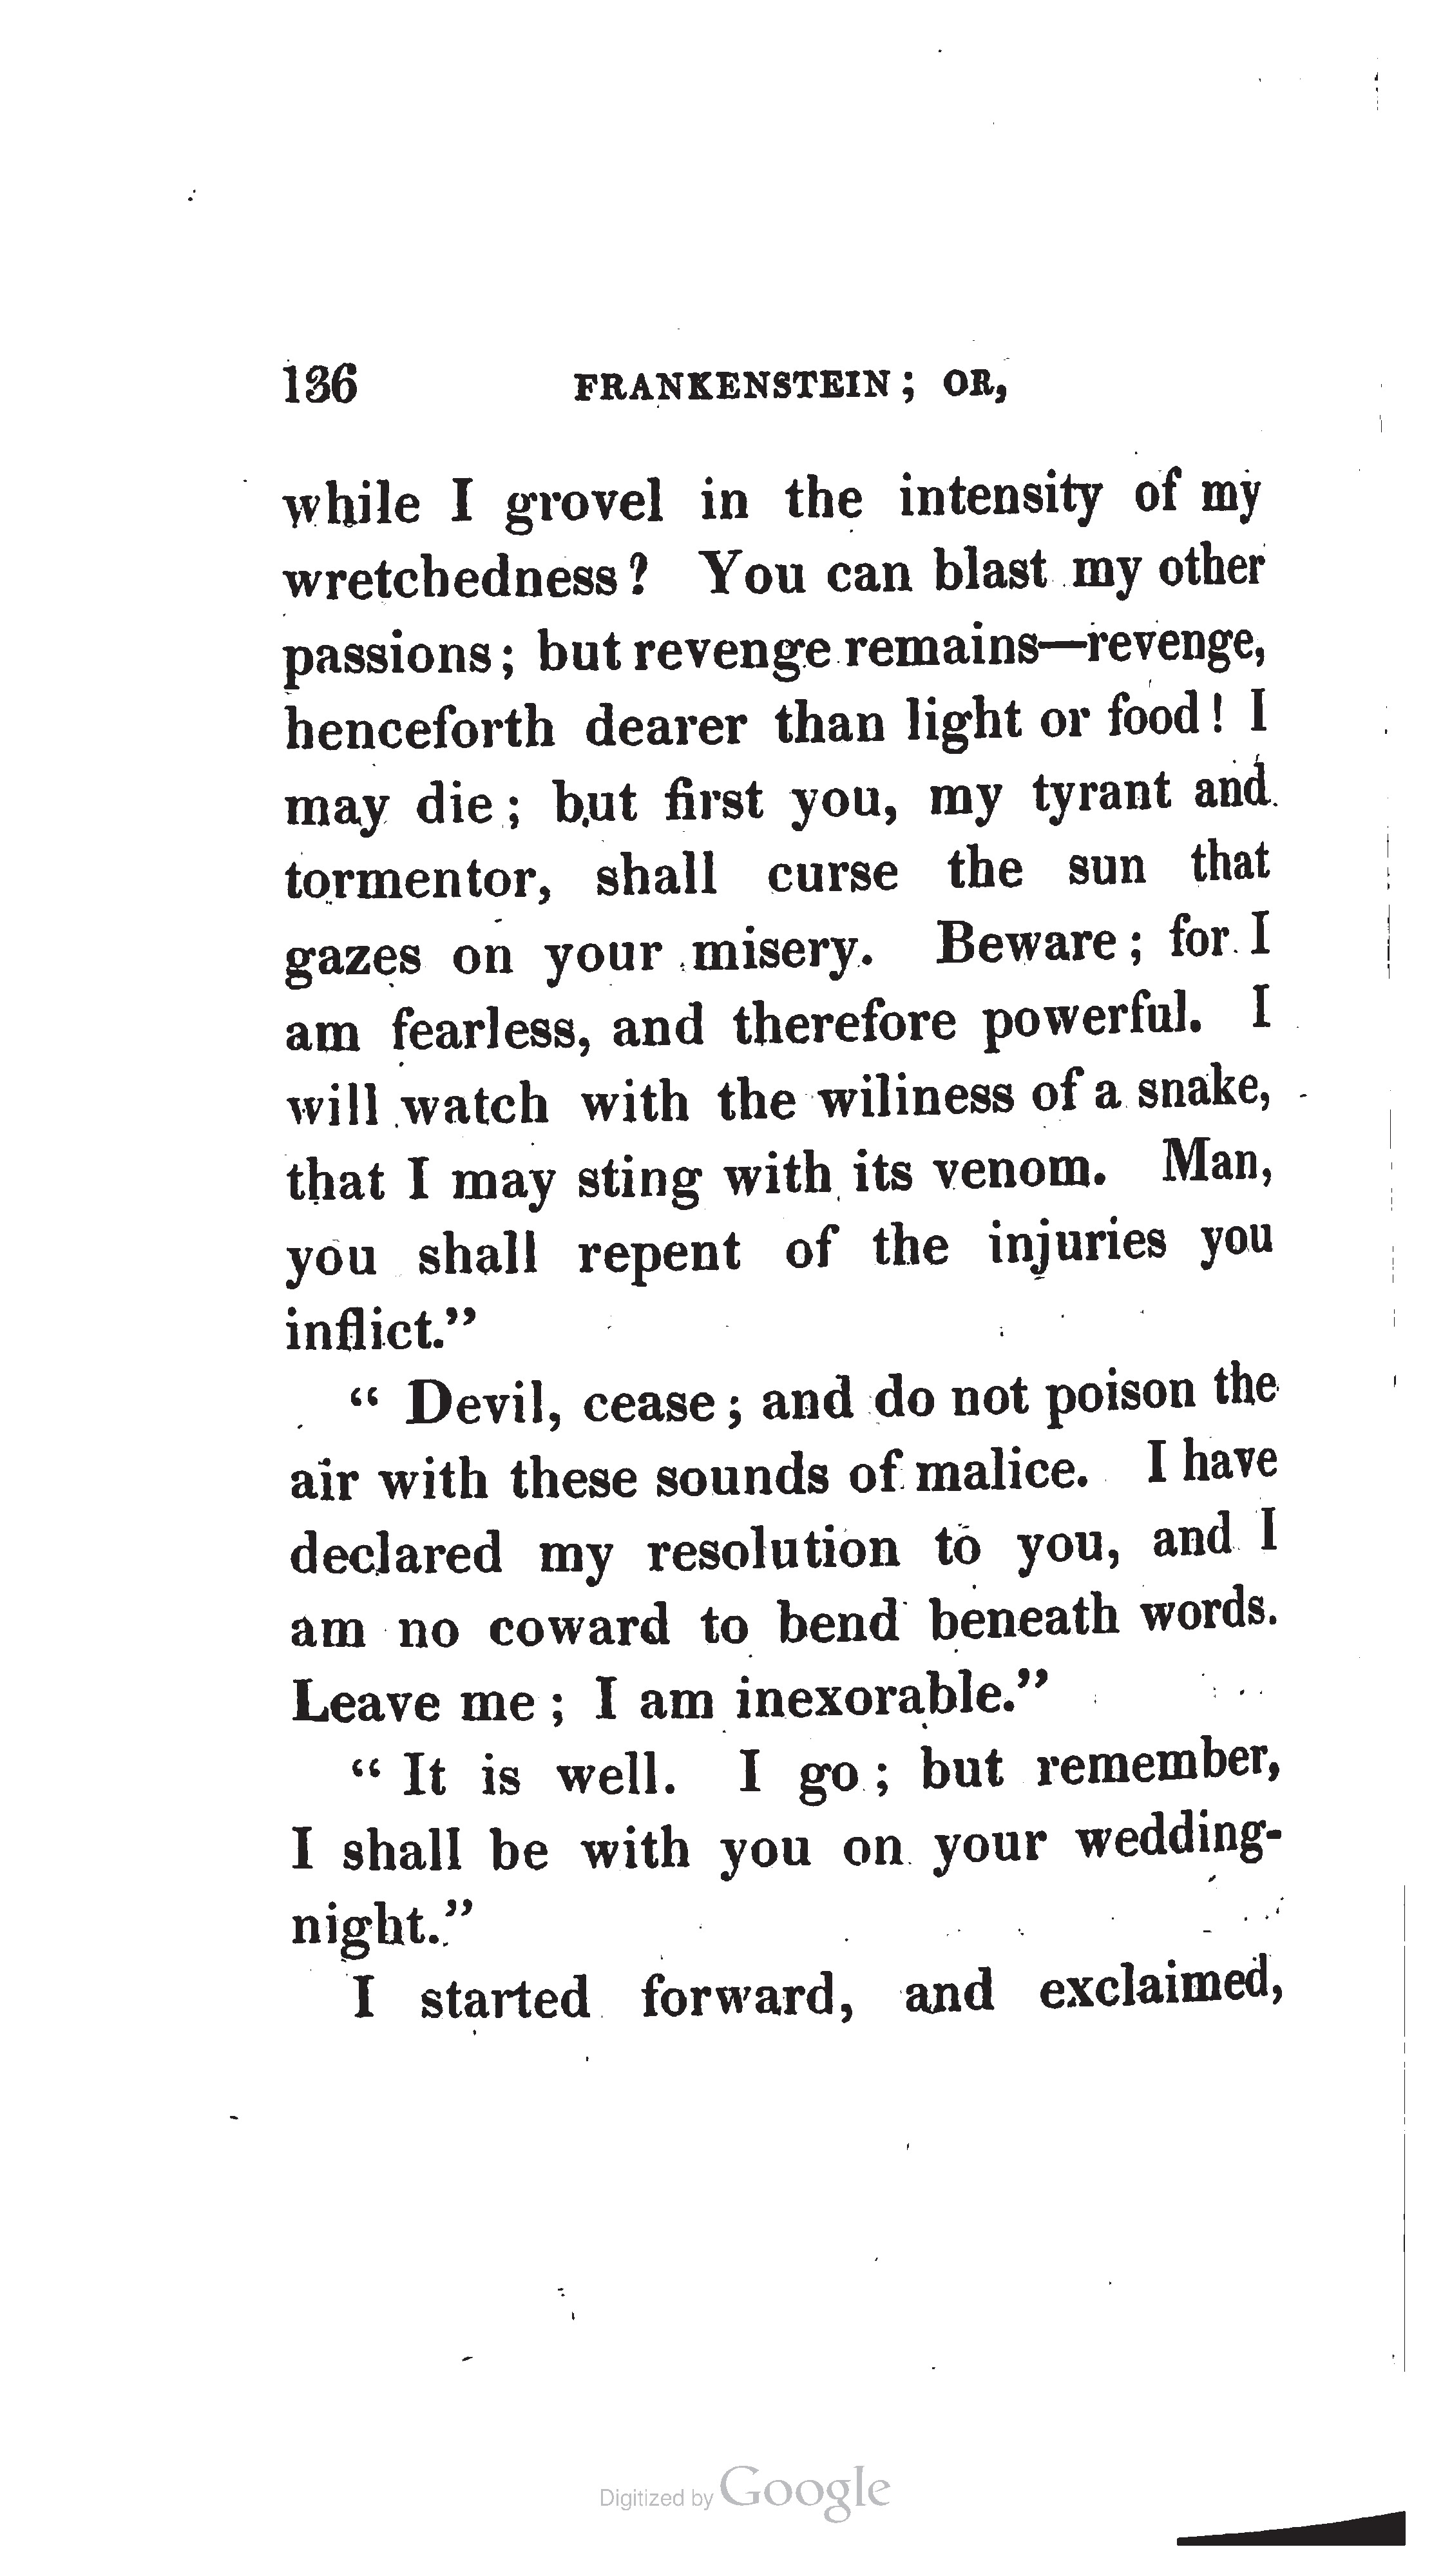 136 FRANKENSTEIN; OR,
while I grovel in the intensity of my
wretchedness? You can blast my other
passions; but revenge remains—revenge,
henceforth dearer than light or food! I
may die; but first you, my tyrant and
tormentor, shall curse the sun that
gazes on your misery. Beware; for I
am fearless, and therefore powerful. I
will watch with the wiliness of a snake,
that I may sting with its venom. Man,
you shall repent of the injuries you
inflict.”
“ Devil, cease; and do not poison the
air with these sounds of malice. I have
declared my resolution to you, and I
am no coward to bend beneath words.
Leave me; I am inexorable.”
“ It is well. I go; but remember,
I shall be with you on your wedding-
night.”
I started forward, and exclaimed,
Digitized by Google